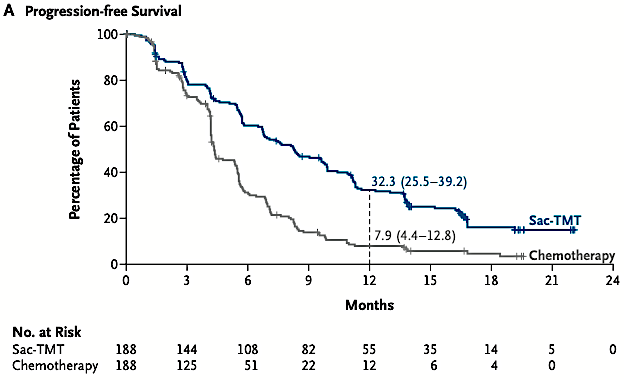 A Progression-free Survival
100
80
60
40
20
0
Percentage of Patients
32.3 (25.5–39.2)
7.9 (4.4–12.8)
Sac-TMT
Chemotherapy
0 3 6 9 12 15 18 21 24
Months
No. at Risk
Sac-TMT 188 144 108 82 55 35 14 5 0
Chemotherapy 188 125 51 22 12 6 4 0